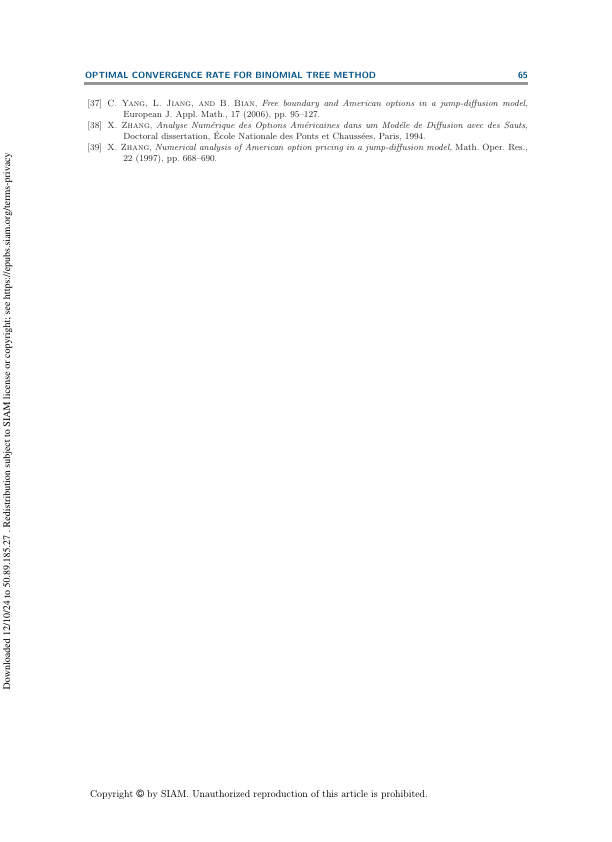 OPTIMAL CONVERGENCE RATE FOR BINOMIAL TREE METHOD 65
[37] C. YANG, L. JIANG, AND B. BIAN, Free boundary and American options in a jump-diffusion model,
European J. Appl. Math., 17 (2006), pp. 95–127.
[38] X. ZHANG, Analyse Numérique des Options Américaines dans um Modéle de Diffusion avec des Sauts,
Doctoral dissertation, École Nationale des Ponts et Chaussées, Paris, 1994.
[39] X. ZHANG, Numerical analysis of American option pricing in a jump-diffusion model, Math. Oper. Res.,
22 (1997), pp. 668–690.
Downloaded 12/10/24 to 50.89.185.27 . Redistribution subject to SIAM license or copyright; see https://epubs.siam.org/terms-privacy
Copyright © by SIAM. Unauthorized reproduction of this article is prohibited.